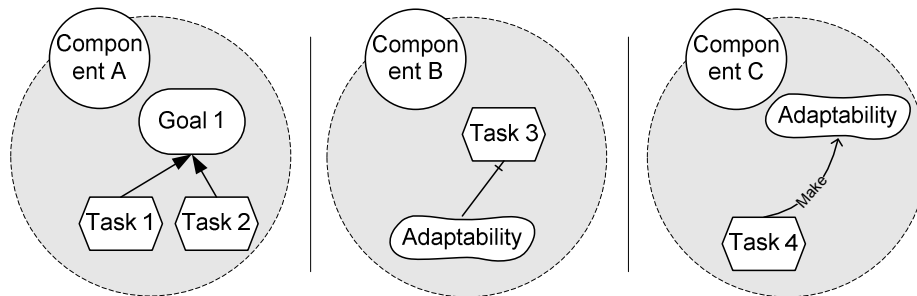 Compon
ent A
Goal 1
Task 1
Task 2
Compon
ent B
Task 3
Adaptability
Compon
ent C
Adaptability
Make
Task 4